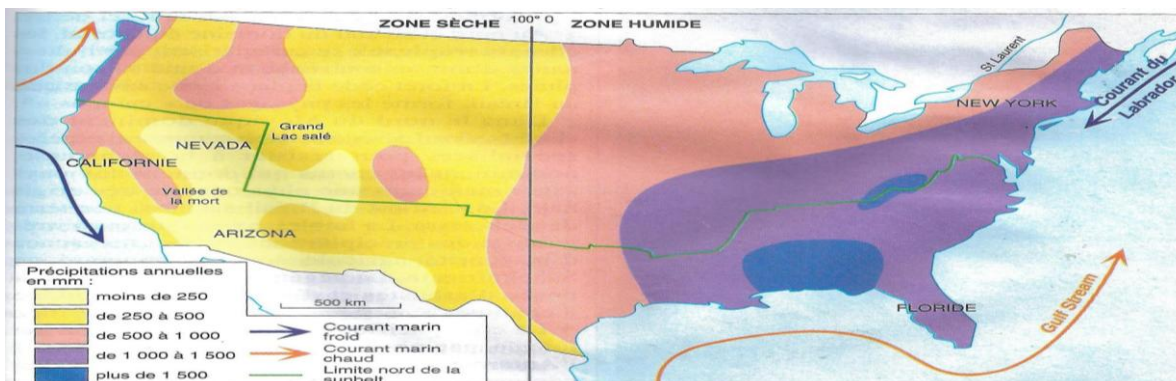 ZONE SÈCHE 100° O ZONE HUMIDE
St Laurent
Courant du
Labrador
NEW YORK
Grand
Lac salé
NEVADA
CALIFORNIE
Vallée de
la mort
ARIZONA
FLORIDE
Gulf Stream
Précipitations annuelles
en mm :
moins de 250
de 250 à 500
de 500 à 1 000
de 1 000 à 1 500
plus de 1 500
500 km
Courant marin
froid
Courant marin
chaud
Limite nord de la
sunbelt